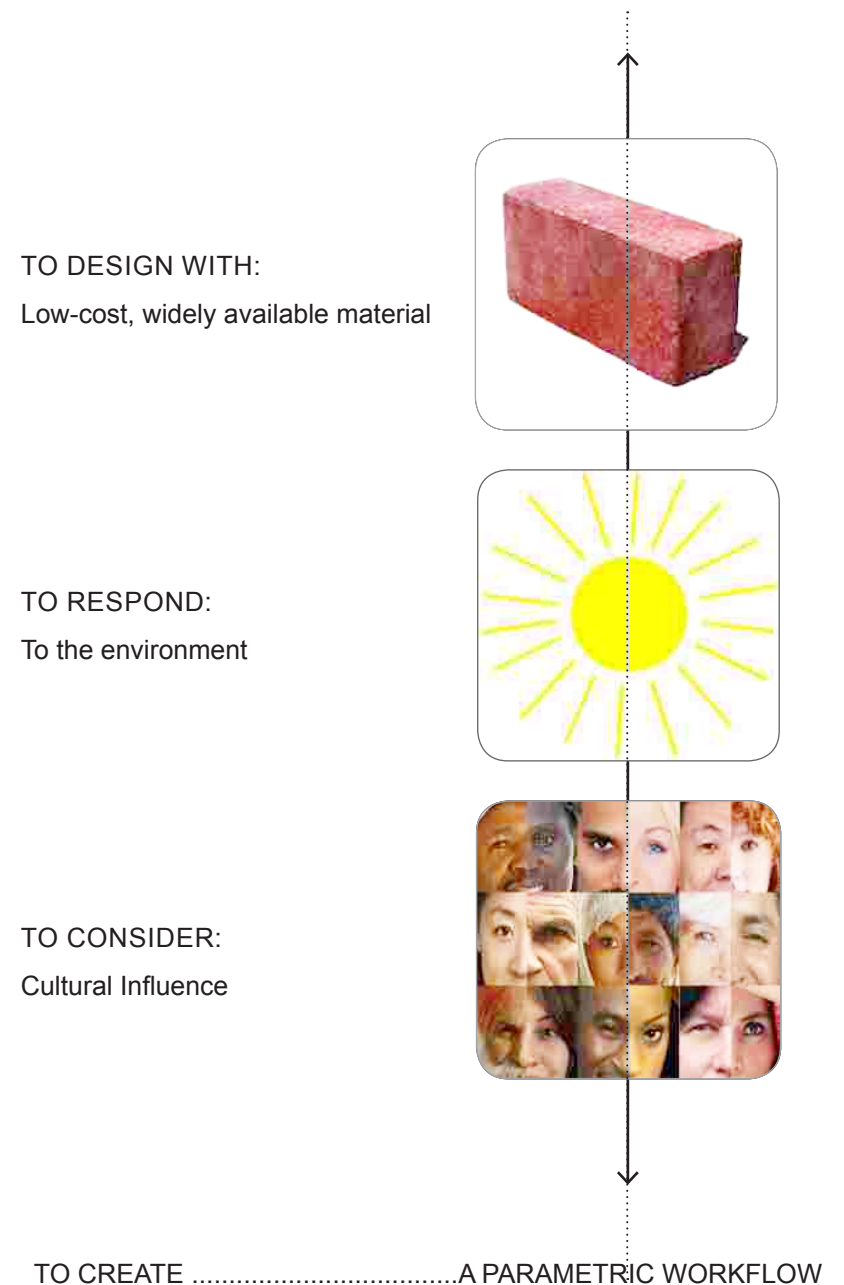 TO DESIGN WITH:
Low-cost, widely available material
TO RESPOND:
To the environment
TO CONSIDER:
Cultural Influence
TO CREATE ....................................A PARAMETRIC WORKFLOW